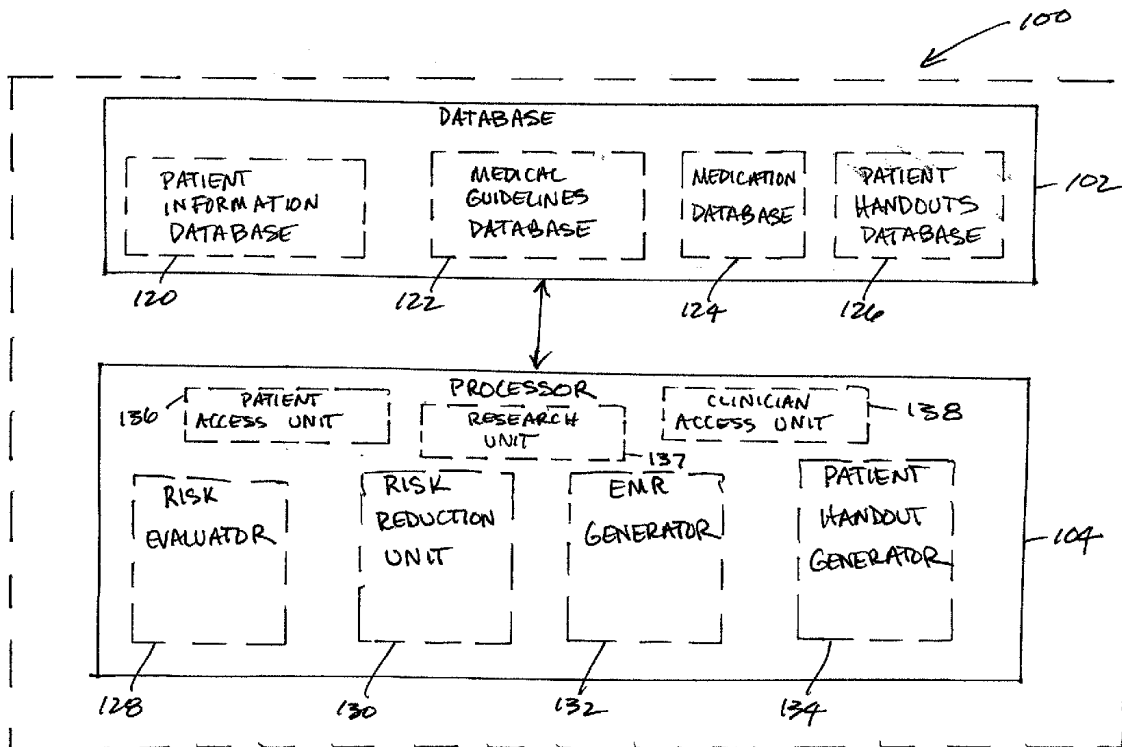 100
DATABASE
PATIENT
INFORMATION
DATABASE
MEDICAL
GUIDELINES
DATABASE
MEDICATION
DATABASE
PATIENT
HANDOUTS
DATABASE
102
120
122
124
126
PROCESSOR
136
PATIENT
ACCESS UNIT
RESEARCH
UNIT
137
CLINICIAN
ACCESS UNIT
138
RISK
EVALUATOR
RISK
REDUCTION
UNIT
EMR
GENERATOR
PATIENT
HANDOUT
GENERATOR
104
128
130
132
134